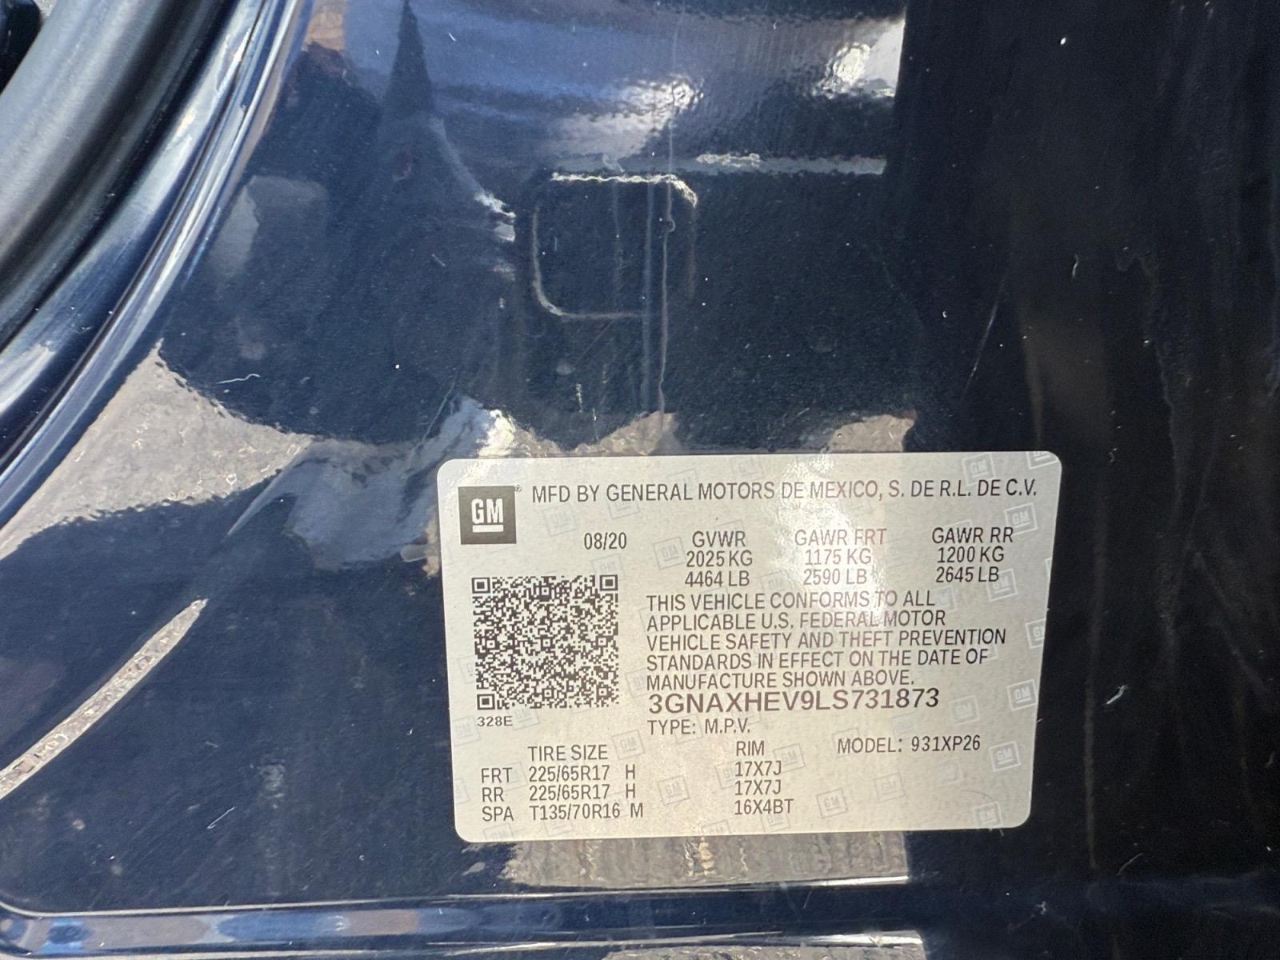 GM
MFD BY GENERAL MOTORS DE MEXICO, S. DE R.L. DE C.V.
08/20 GVWR GAWR FRT GAWR RR
2025 KG 1175 KG 1200 KG
4464 LB 2590 LB 2645 LB
THIS VEHICLE CONFORMS TO ALL
APPLICABLE U.S. FEDERAL MOTOR
VEHICLE SAFETY AND THEFT PREVENTION
STANDARDS IN EFFECT ON THE DATE OF
MANUFACTURE SHOWN ABOVE.
3GNAXHEV9LS731873
328E
TYPE: M.P.V.
TIRE SIZE RIM MODEL: 931XP26
FRT 225/65R17 H 17X7J
RR 225/65R17 H 17X7J
SPA T135/70R16 M 16X4BT